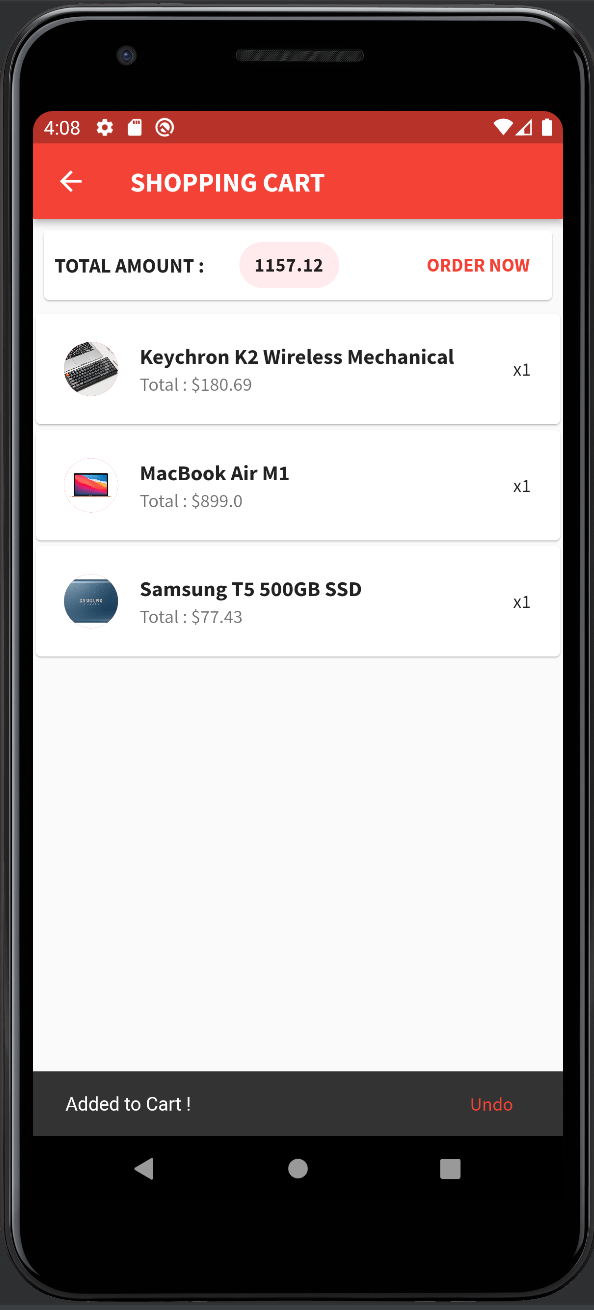 4:08
SHOPPING CART
TOTAL AMOUNT :
1157.12
ORDER NOW
Keychron K2 Wireless Mechanical
Total : $180.69
x1
MacBook Air M1
Total : $899.0
x1
SAMSUNG
Samsung T5 500GB SSD
Total : $77.43
x1
Added to Cart !
Undo